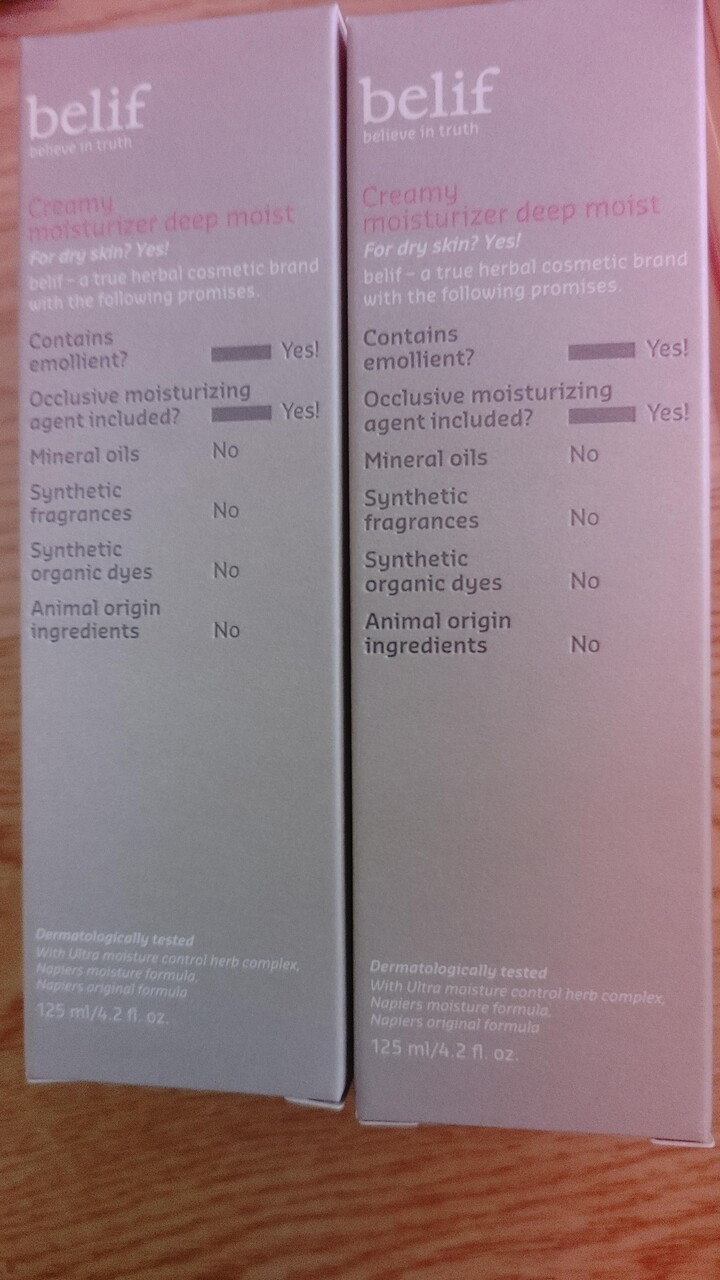 belif
believe in truth
Creamy
moisturizer deep moist
For dry skin? Yes!
belif – a true herbal cosmetic brand
with the following promises.
Contains
emollient? Yes!
Occlusive moisturizing
agent included? Yes!
Mineral oils No
Synthetic
fragrances No
Synthetic
organic dyes No
Animal origin
ingredients No
Dermatologically tested
With Ultra moisture control herb complex,
Napiers moisture formula,
Napiers original formula
125 ml/4.2 fl. oz.
belif
believe in truth
Creamy
moisturizer deep moist
For dry skin? Yes!
belif – a true herbal cosmetic brand
with the following promises.
Contains
emollient? Yes!
Occlusive moisturizing
agent included? Yes!
Mineral oils No
Synthetic
fragrances No
Synthetic
organic dyes No
Animal origin
ingredients No
Dermatologically tested
With Ultra moisture control herb complex,
Napiers moisture formula,
Napiers original formula
125 ml/4.2 fl. oz.